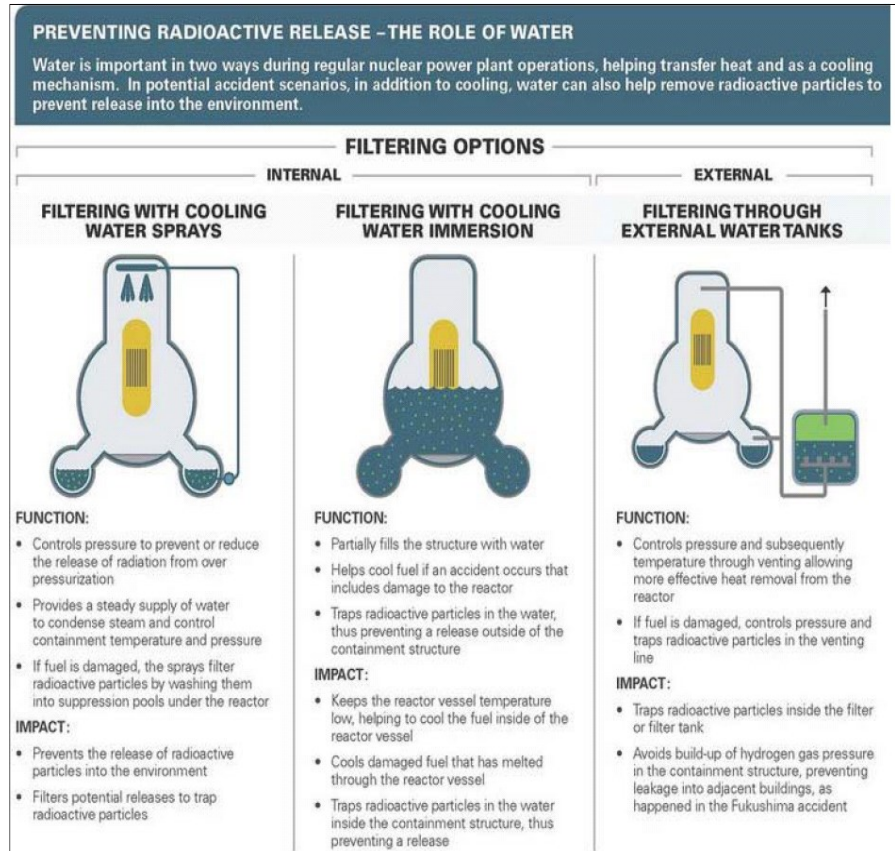 PREVENTING RADIOACTIVE RELEASE –THE ROLE OF WATER
Water is important in two ways during regular nuclear power plant operations, helping transfer heat and as a cooling
mechanism. In potential accident scenarios, in addition to cooling, water can also help remove radioactive particles to
prevent release into the environment.
FILTERING OPTIONS
INTERNAL
EXTERNAL
FILTERING WITH COOLING
WATER SPRAYS
FUNCTION:
• Controls pressure to prevent or reduce
the release of radiation from over
pressurization
• Provides a steady supply of water
to condense steam and control
containment temperature and pressure
• If fuel is damaged, the sprays filter
radioactive particles by washing them
into suppression pools under the reactor
IMPACT:
• Prevents the release of radioactive
particles into the environment
• Filters potential releases to trap
radioactive particles
FILTERING WITH COOLING
WATER IMMERSION
FUNCTION:
• Partially fills the structure with water
• Helps cool fuel if an accident occurs that
includes damage to the reactor
• Traps radioactive particles in the water,
thus preventing a release outside of the
containment structure
IMPACT:
• Keeps the reactor vessel temperature
low, helping to cool the fuel inside of the
reactor vessel
• Cools damaged fuel that has melted
through the reactor vessel
• Traps radioactive particles in the water
inside the containment structure, thus
preventing a release
FILTERING THROUGH
EXTERNAL WATER TANKS
FUNCTION:
• Controls pressure and subsequently
temperature through venting allowing
more effective heat removal from the
reactor
• If fuel is damaged, controls pressure and
traps radioactive particles in the venting
line
IMPACT:
• Traps radioactive particles inside the filter
or filter tank
• Avoids build-up of hydrogen gas pressure
in the containment structure, preventing
leakage into adjacent buildings, as
happened in the Fukushima accident